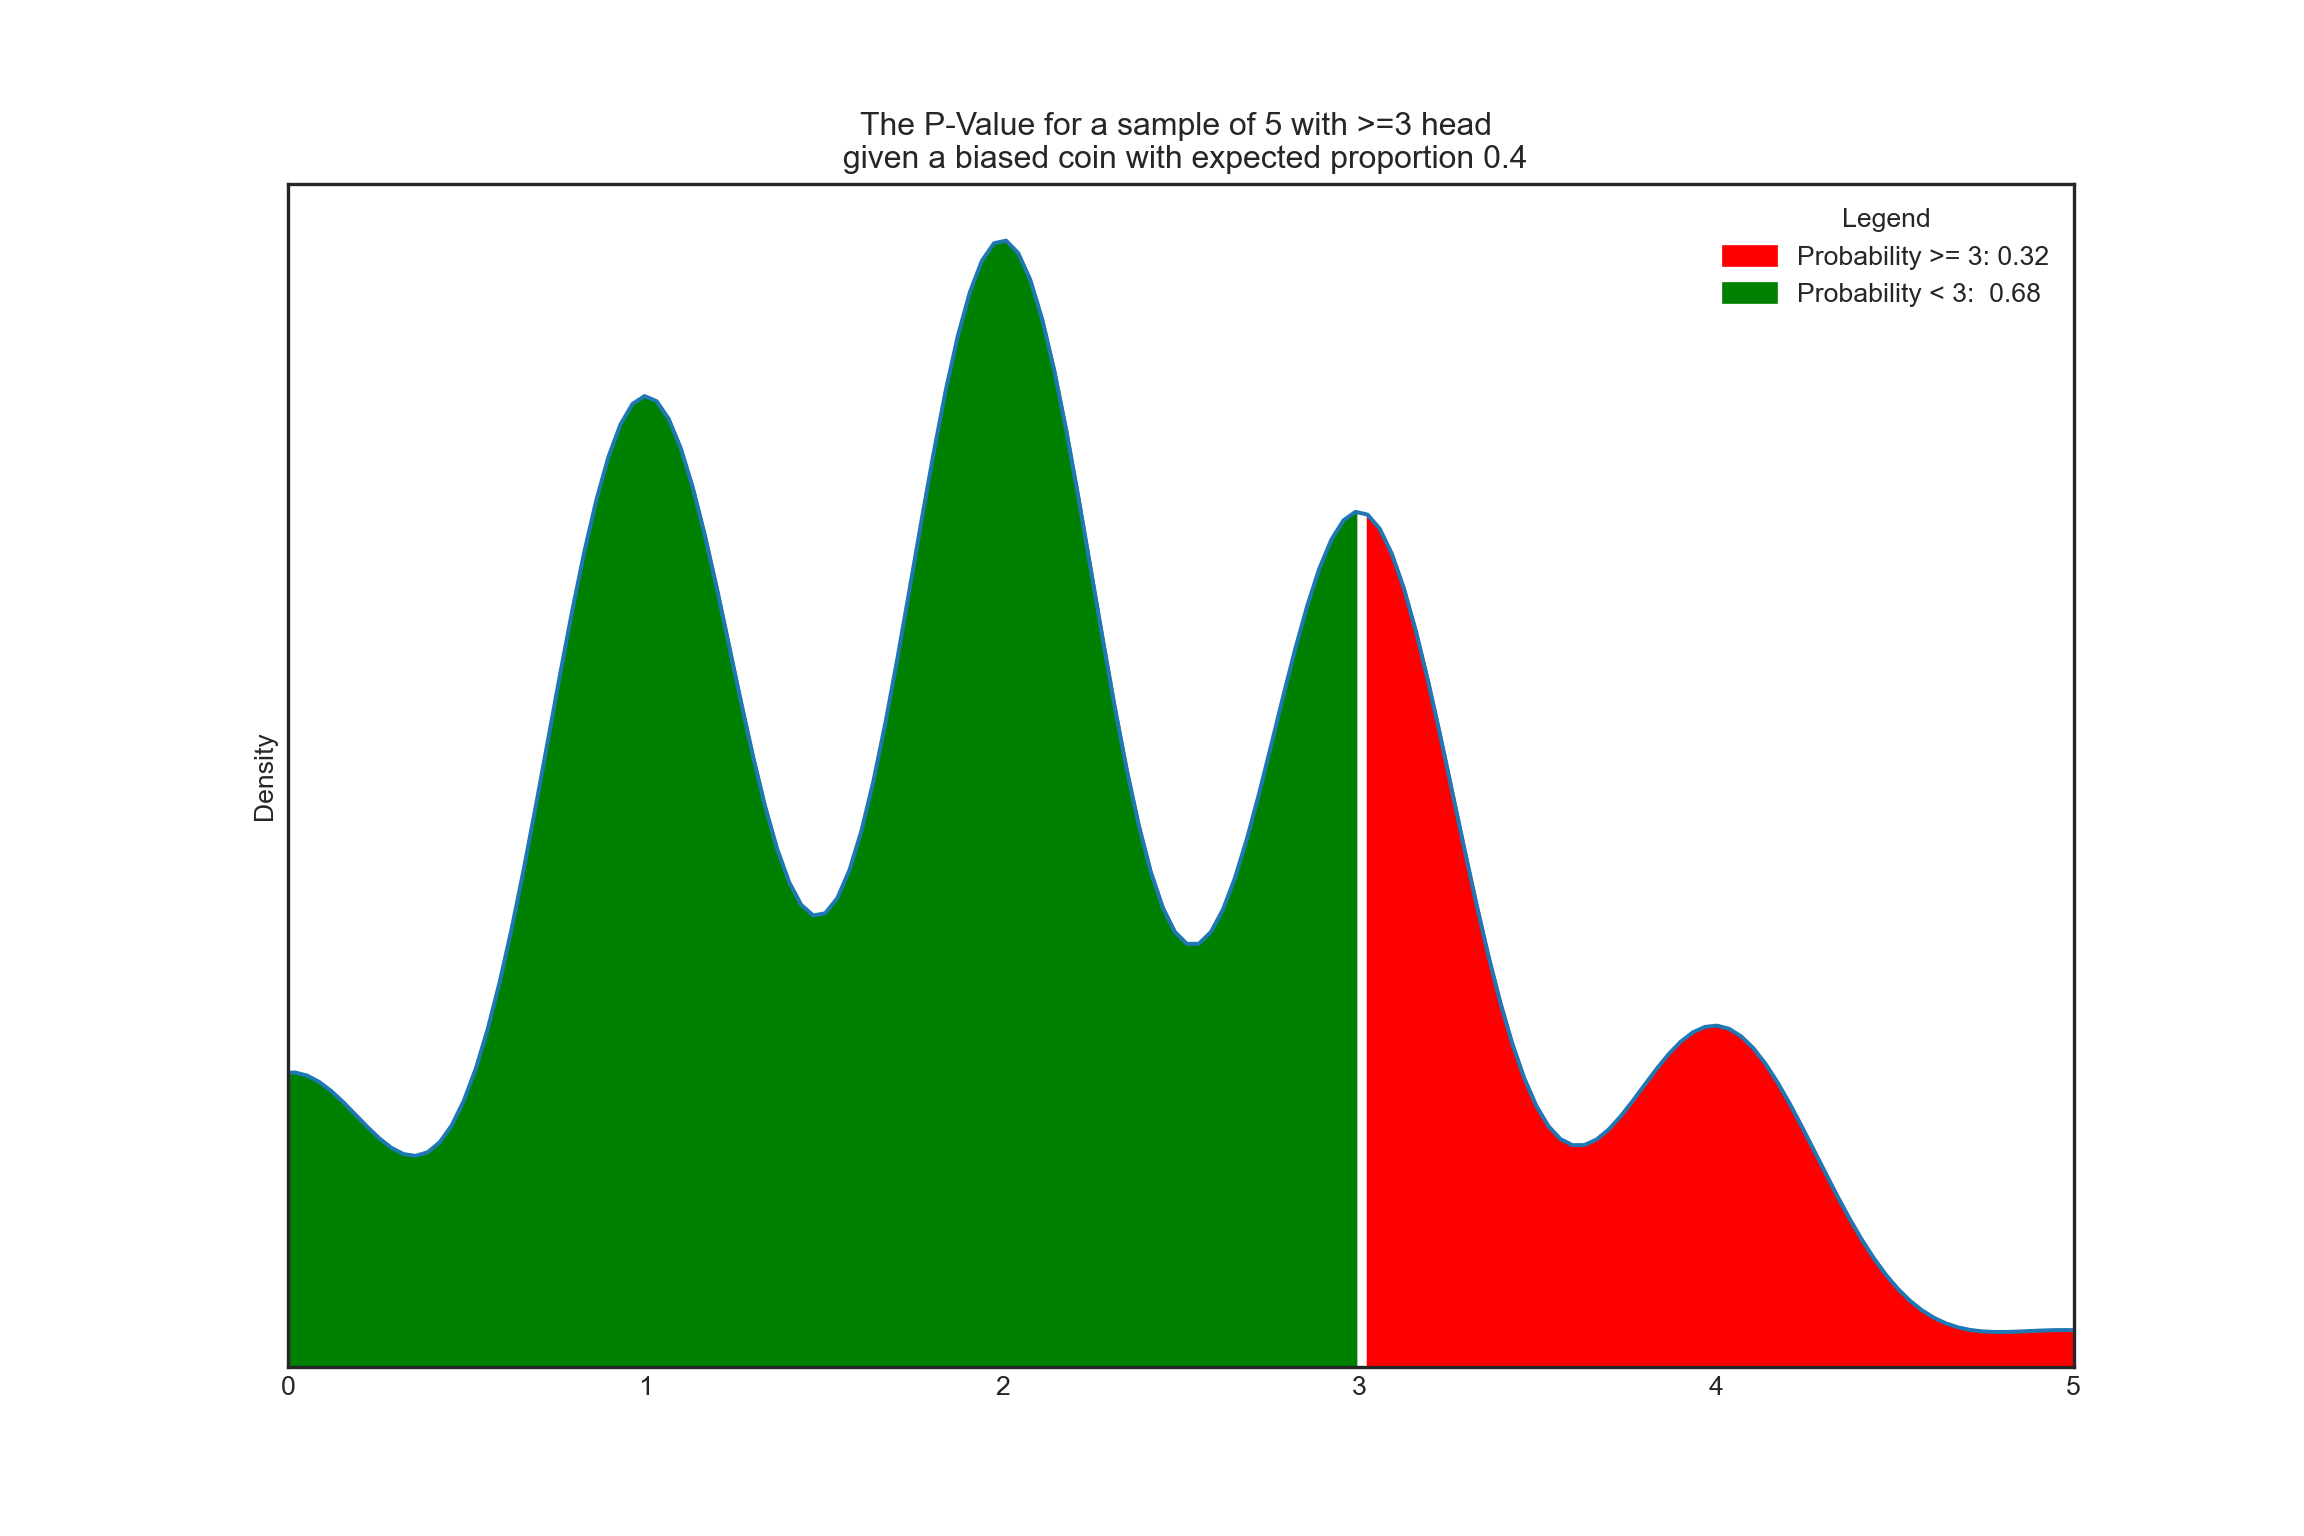 The P-Value for a sample of 5 with >=3 head
given a biased coin with expected proportion 0.4
Legend
Probability >= 3: 0.32
Probability < 3:  0.68
Density
0 1 2 3 4 5